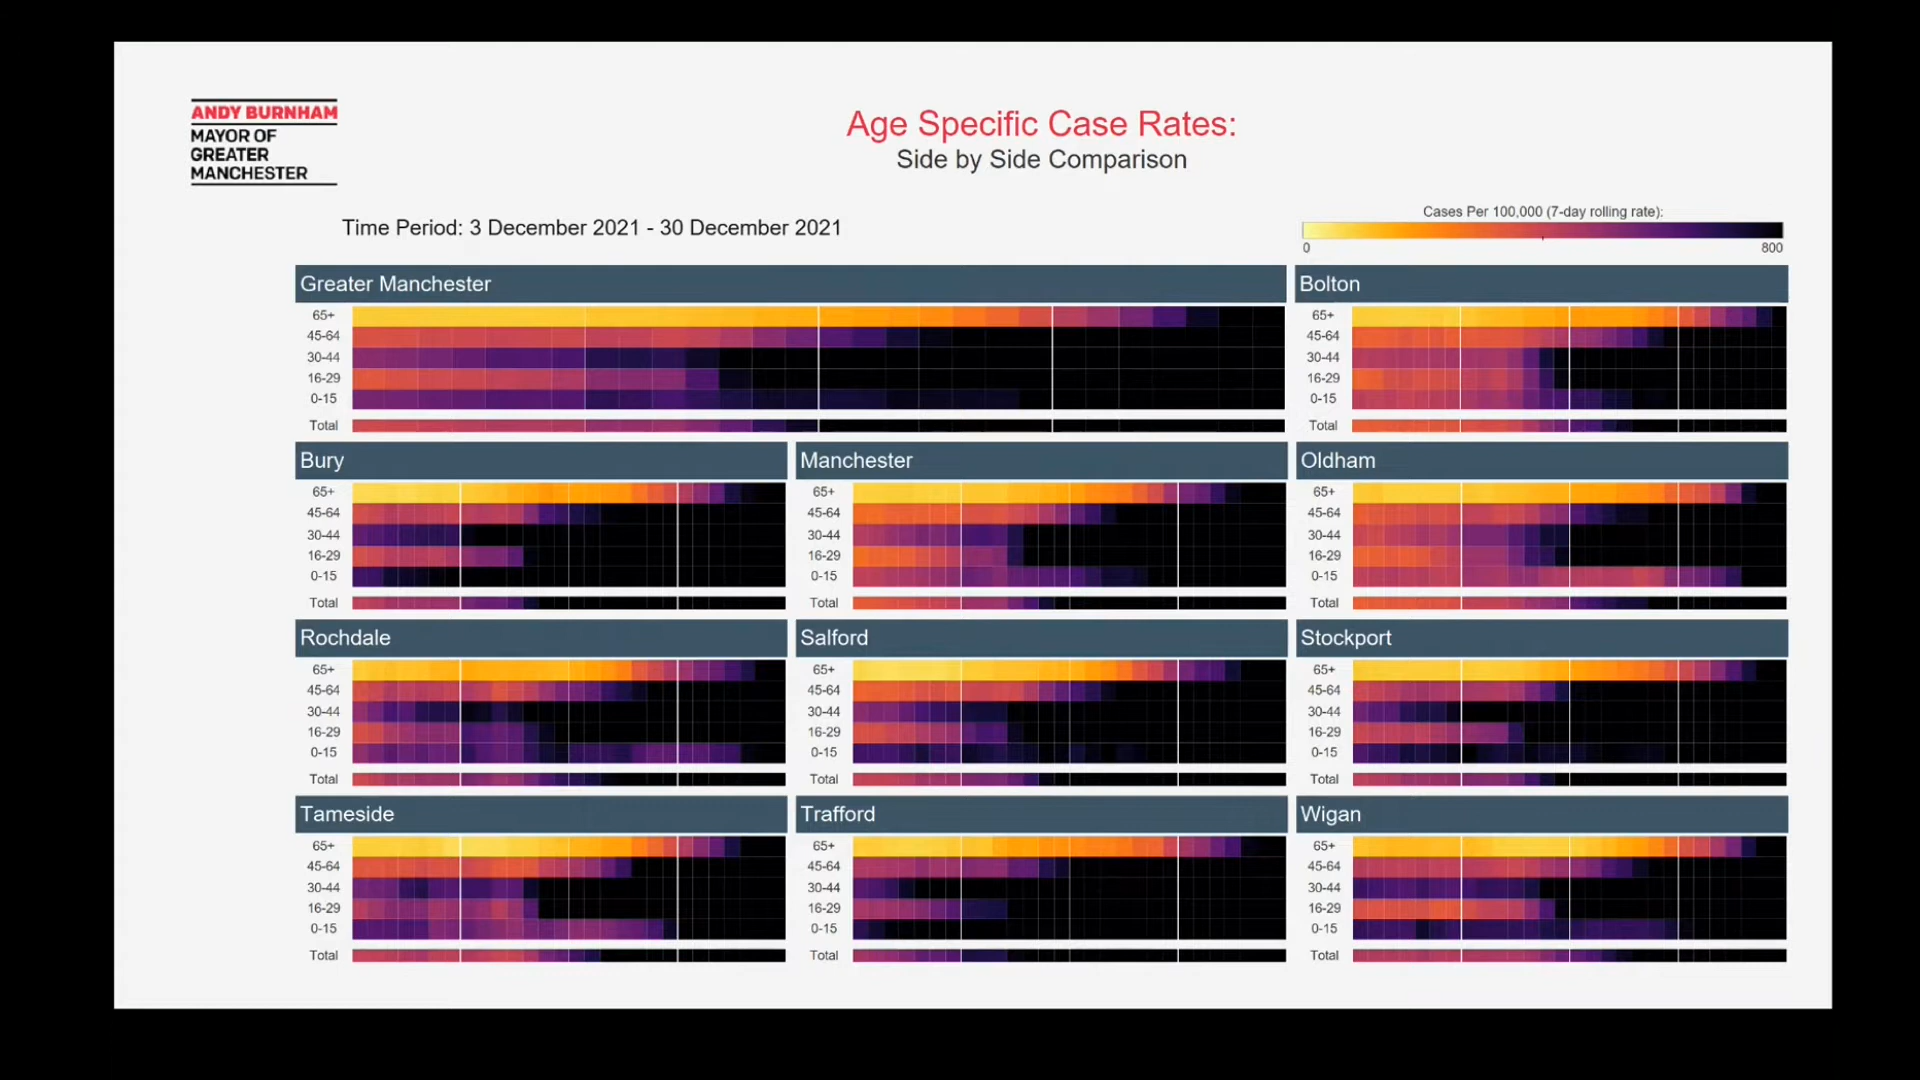 ANDY BURNHAM
MAYOR OF
GREATER
MANCHESTER
Age Specific Case Rates:
Side by Side Comparison
Time Period: 3 December 2021 - 30 December 2021
Cases Per 100,000 (7-day rolling rate):
0 800
Greater Manchester
65+
45-64
30-44
16-29
0-15
Total
Bolton
65+
45-64
30-44
16-29
0-15
Total
Bury
65+
45-64
30-44
16-29
0-15
Total
Manchester
65+
45-64
30-44
16-29
0-15
Total
Oldham
65+
45-64
30-44
16-29
0-15
Total
Rochdale
65+
45-64
30-44
16-29
0-15
Total
Salford
65+
45-64
30-44
16-29
0-15
Total
Stockport
65+
45-64
30-44
16-29
0-15
Total
Tameside
65+
45-64
30-44
16-29
0-15
Total
Trafford
65+
45-64
30-44
16-29
0-15
Total
Wigan
65+
45-64
30-44
16-29
0-15
Total